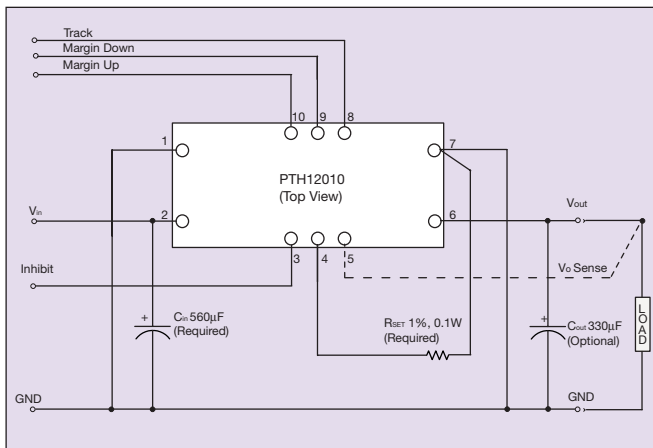 Track
Margin Down
Margin Up
10 9 8
1
7
PTH12010
(Top View)
Vin
2
6
Vout
3 4 5
Vo Sense
Inhibit
+
Cin 560μF
(Required)
RSET 1%, 0.1W
(Required)
+
Cout 330μF
(Optional)
LOAD
GND
GND